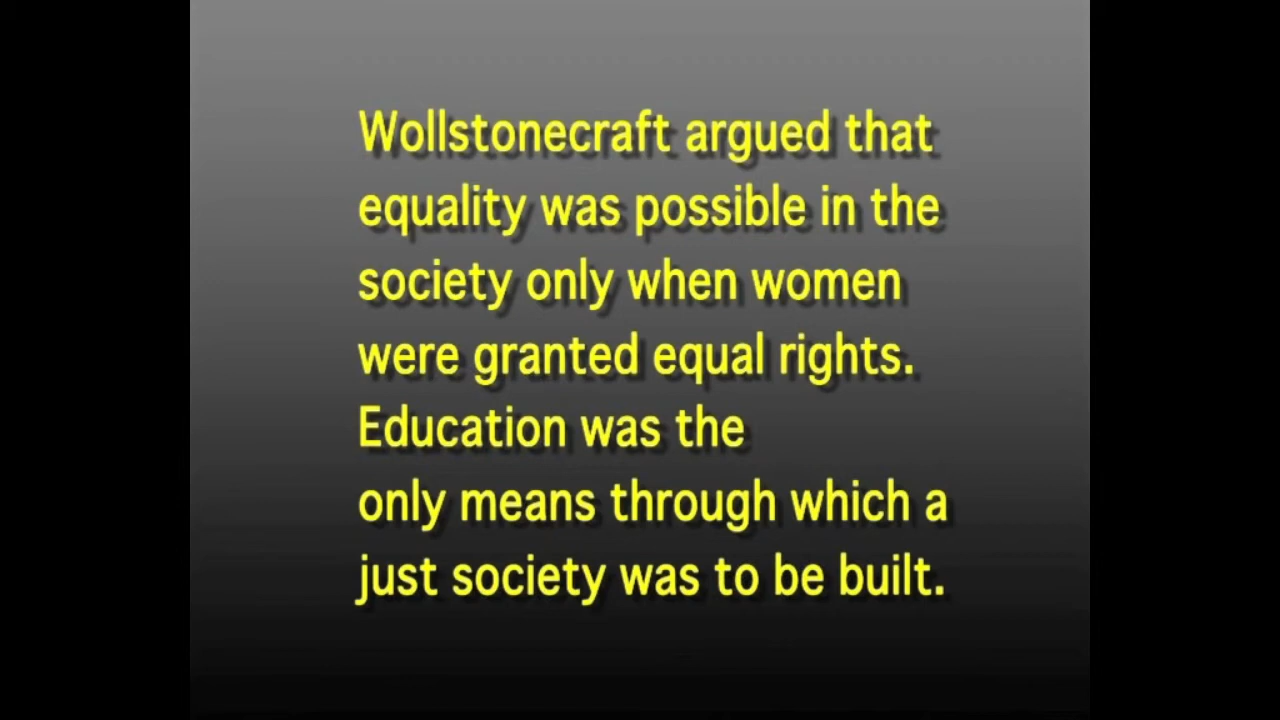 Wollstonecraft argued that
equality was possible in the
society only when women
were granted equal rights.
Education was the
only means through which a
just society was to be built.